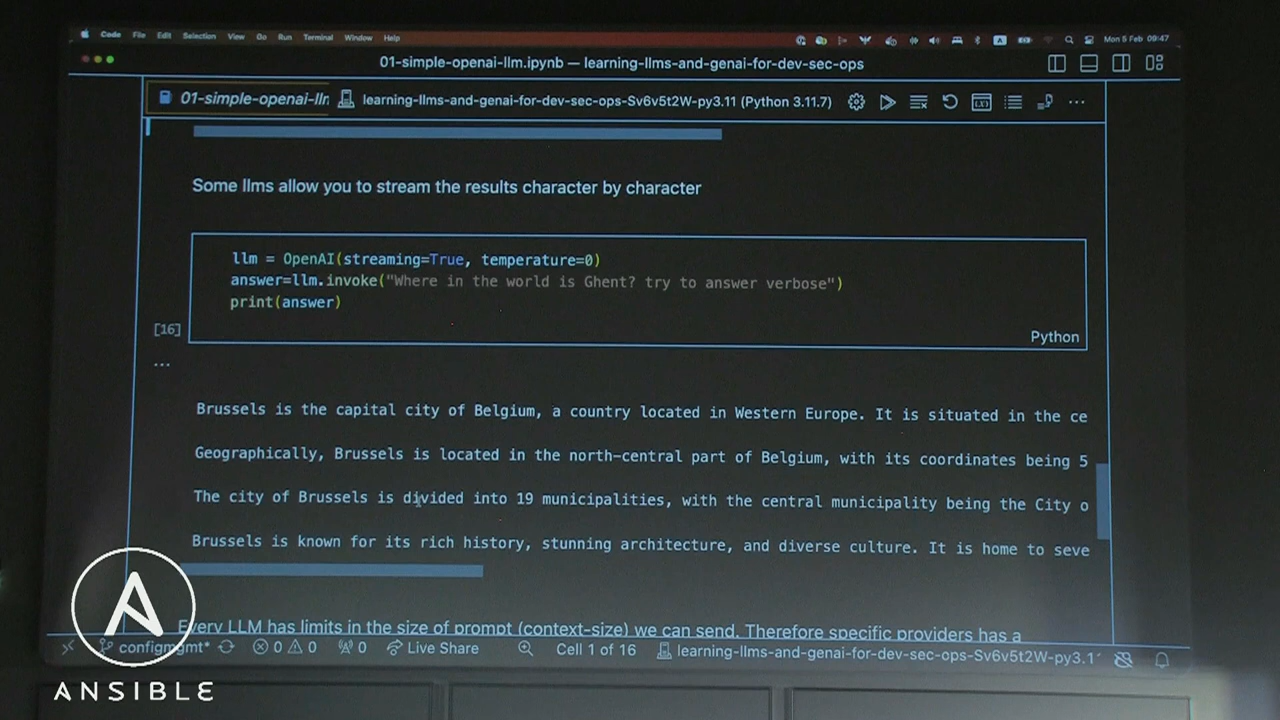 Code File Edit Selection View Go Run Terminal Window Help
Mon 5 Feb 09:47
01-simple-openai-llm.ipynb — learning-llms-and-genai-for-dev-sec-ops
01-simple-openai-llm
learning-llms-and-genai-for-dev-sec-ops-Sv6v5t2W-py3.11 (Python 3.11.7)
Some llms allow you to stream the results character by character
llm = OpenAI(streaming=True, temperature=0)
answer=llm.invoke("Where in the world is Ghent? try to answer verbose")
print(answer)
[16]
Python
...
Brussels is the capital city of Belgium, a country located in Western Europe. It is situated in the ce
Geographically, Brussels is located in the north-central part of Belgium, with its coordinates being 5
The city of Brussels is divided into 19 municipalities, with the central municipality being the City o
Brussels is known for its rich history, stunning architecture, and diverse culture. It is home to seve
Every LLM has limits in the size of prompt (context-size) we can send. Therefore specific providers has a
configmgmt* 0 0 0 Live Share Cell 1 of 16 learning-llms-and-genai-for-dev-sec-ops-Sv6v5t2W-py3.1
ANSIBLE